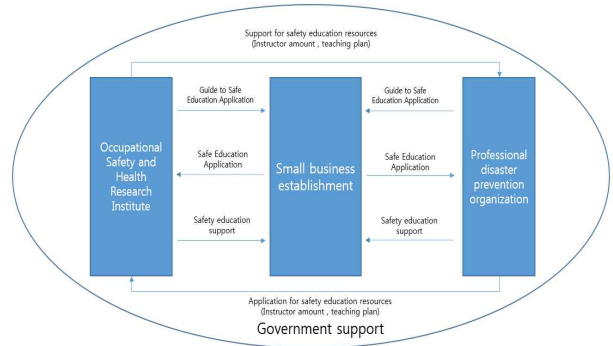 Support for safety education resources
(Instructor amount , teaching plan)
Occupational
Safety and
Health
Research
Institute
Guide to Safe
Education Application
Safe Education
Application
Safety education
support
Small business
establishment
Guide to Safe
Education Application
Safe Education
Application
Safety education
support
Professional
disaster
prevention
organization
Application for safety education resources
(Instructor amount , teaching plan)
Government support